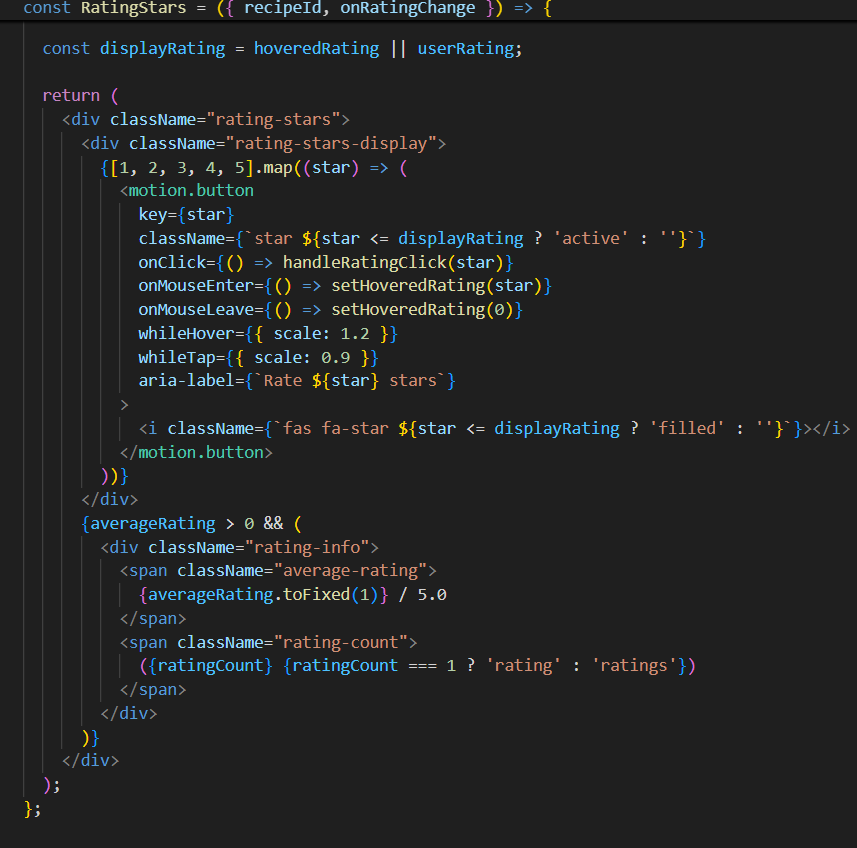 const RatingStars = ({ recipeId, onRatingChange }) => {
const displayRating = hoveredRating || userRating;
return (
<div className="rating-stars">
<div className="rating-stars-display">
{[1, 2, 3, 4, 5].map((star) => (
<motion.button
key={star}
className={`star ${star <= displayRating ? 'active' : ''}`}
onClick={() => handleRatingClick(star)}
onMouseEnter={() => setHoveredRating(star)}
onMouseLeave={() => setHoveredRating(0)}
whileHover={{ scale: 1.2 }}
whileTap={{ scale: 0.9 }}
aria-label={`Rate ${star} stars`}
>
<i className={`fas fa-star ${star <= displayRating ? 'filled' : ''}`}></i>
</motion.button>
))}
</div>
{averageRating > 0 && (
<div className="rating-info">
<span className="average-rating">
{averageRating.toFixed(1)} / 5.0
</span>
<span className="rating-count">
({ratingCount} {ratingCount === 1 ? 'rating' : 'ratings'})
</span>
</div>
)}
</div>
);
};